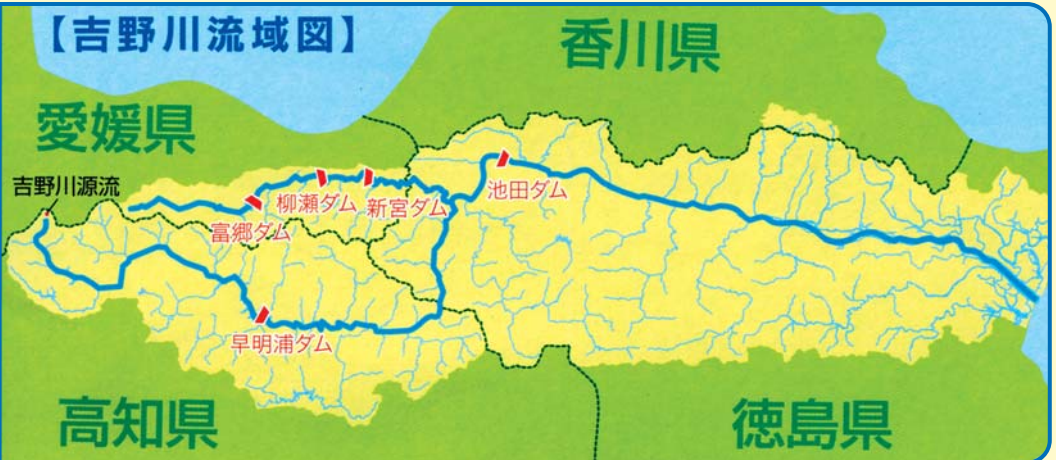 【吉野川流域図】
香川県
愛媛県
吉野川源流
柳瀬ダム
新宮ダム
池田ダム
富郷ダム
早明浦ダム
高知県
徳島県